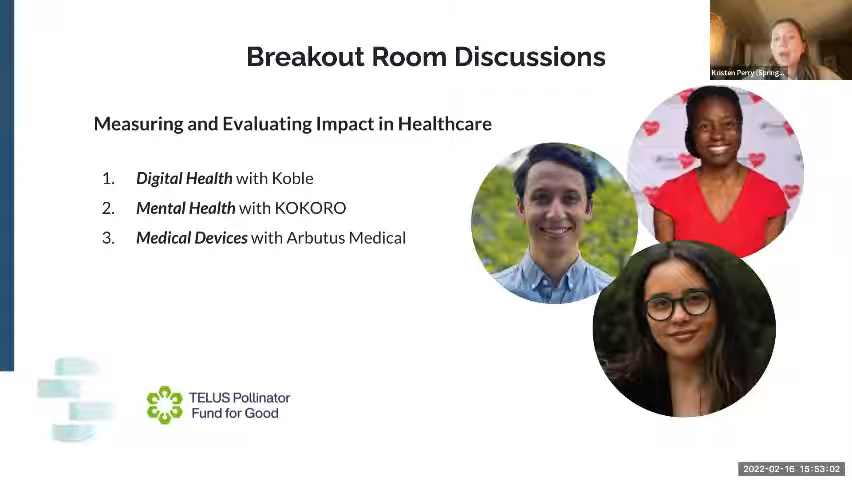 Breakout Room Discussions
Kristen Perry (Spring...
Measuring and Evaluating Impact in Healthcare
1. Digital Health with Koble
2. Mental Health with KOKORO
3. Medical Devices with Arbutus Medical
TELUS Pollinator
Fund for Good
2022-02-16 15:53:02